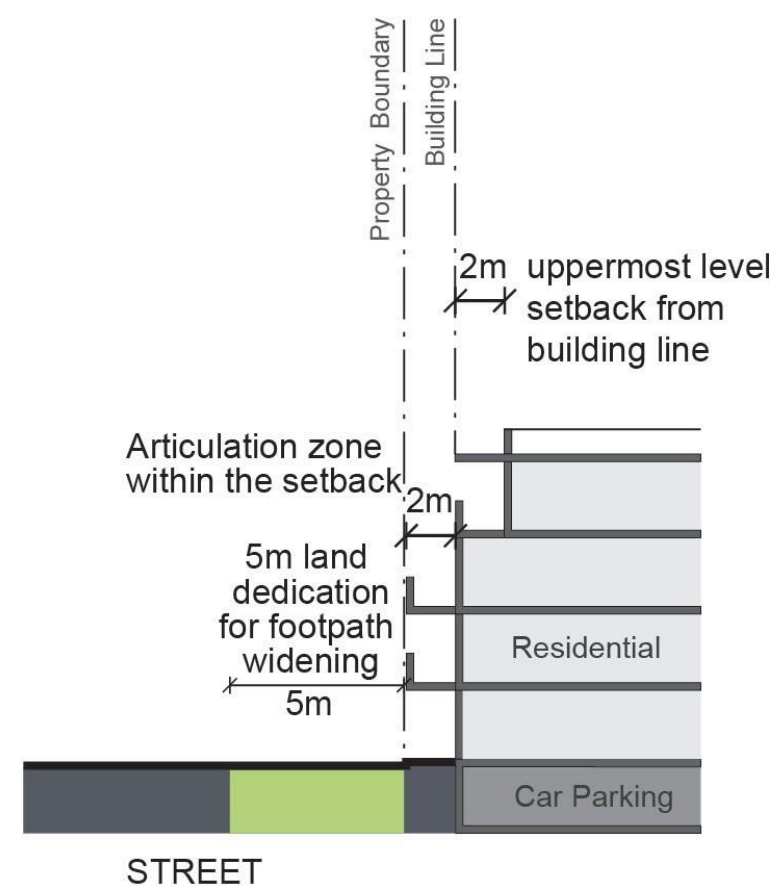 Property Boundary
Building Line
2m
uppermost level
setback from
building line
Articulation zone
within the setback
2m
5m land
dedication
for footpath
widening
5m
Residential
Car Parking
STREET